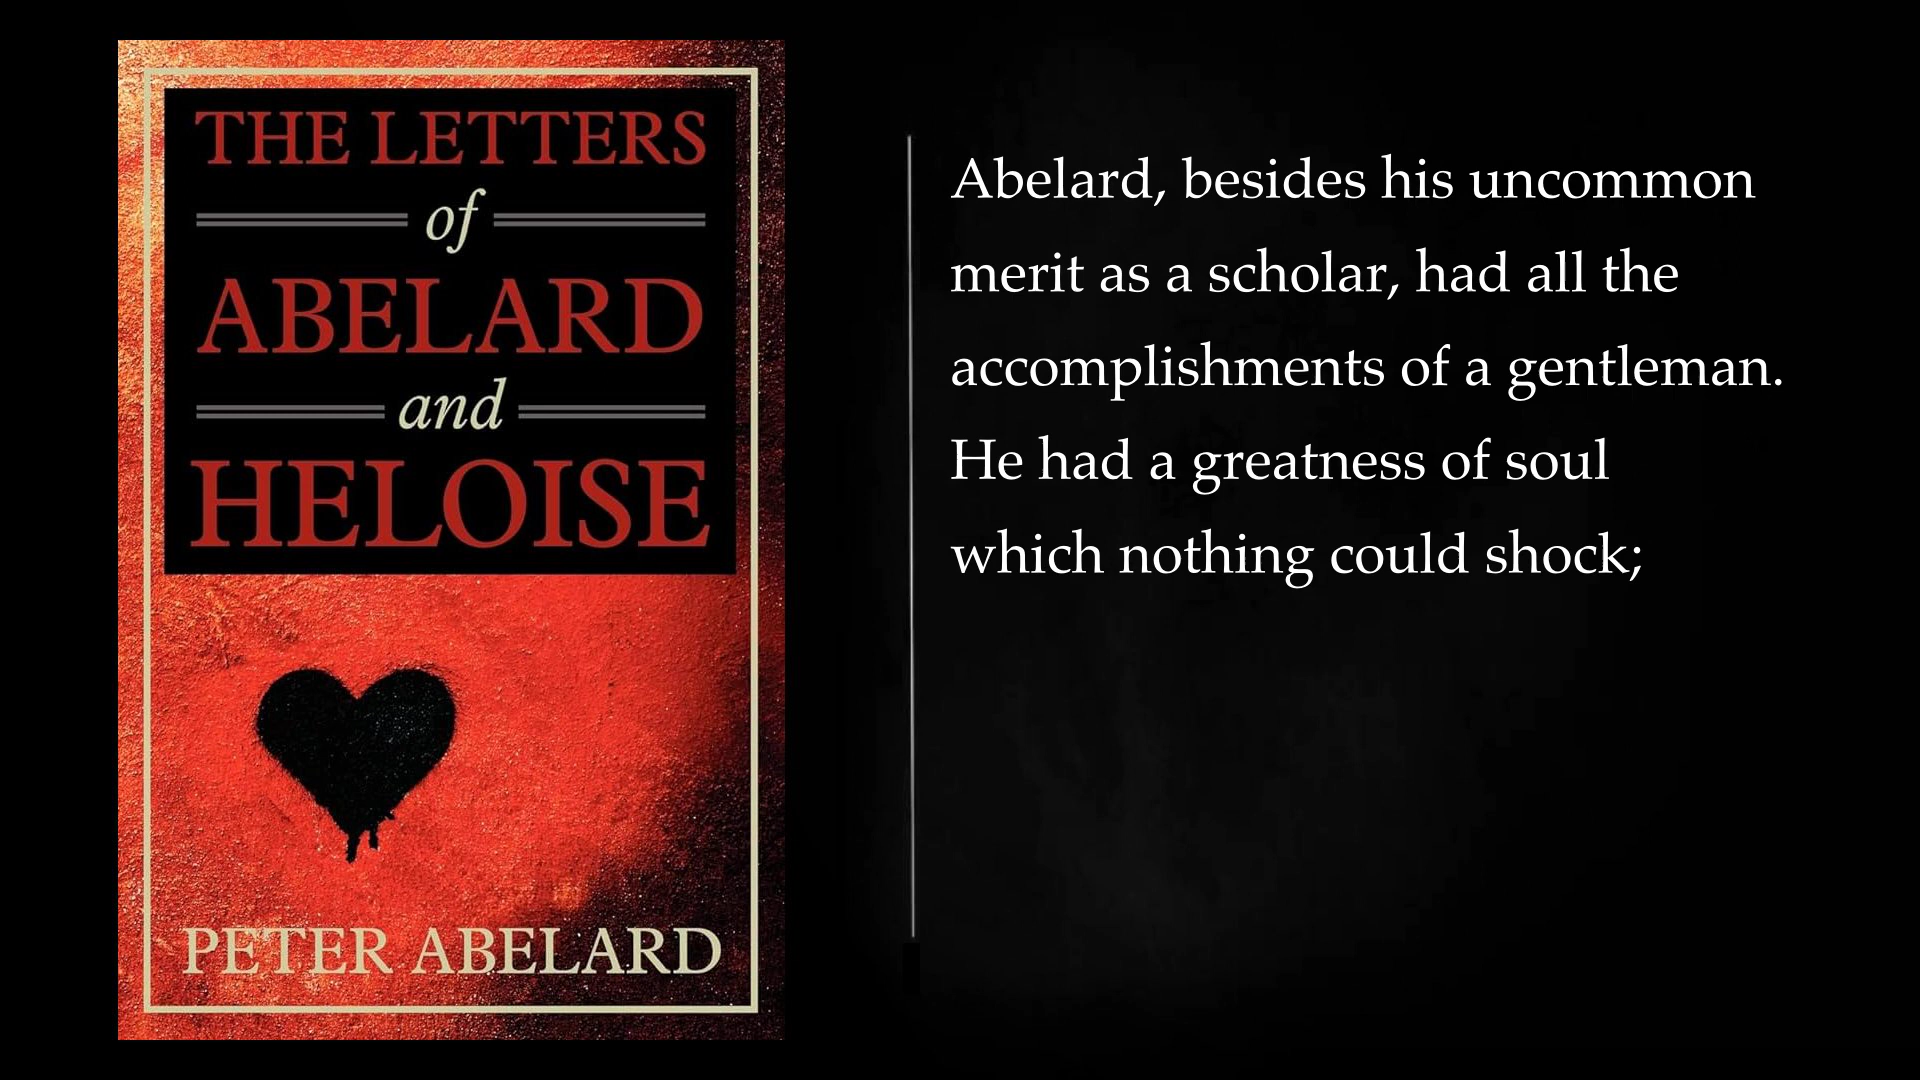 THE LETTERS
of
ABELARD
and
HELOISE
PETER ABELARD
Abelard, besides his uncommon
merit as a scholar, had all the
accomplishments of a gentleman.
He had a greatness of soul
which nothing could shock;